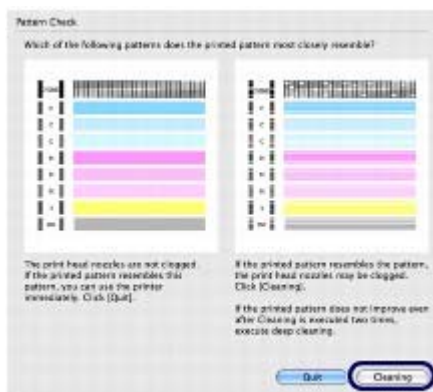 Pattern Check
Which of the following patterns does the printed pattern most closely resemble?
C
C
C
M
M
M
Y
C
C
C
M
M
M
Y
The print head nozzles are not clogged.
If the printed pattern resembles this
pattern, you can use the printer
immediately. Click [Quit].
If the printed pattern resembles the pattern,
the print head nozzles may be clogged.
Click [Cleaning].
If the printed pattern does not improve even
after Cleaning is executed two times,
execute deep cleaning.
Quit
Cleaning